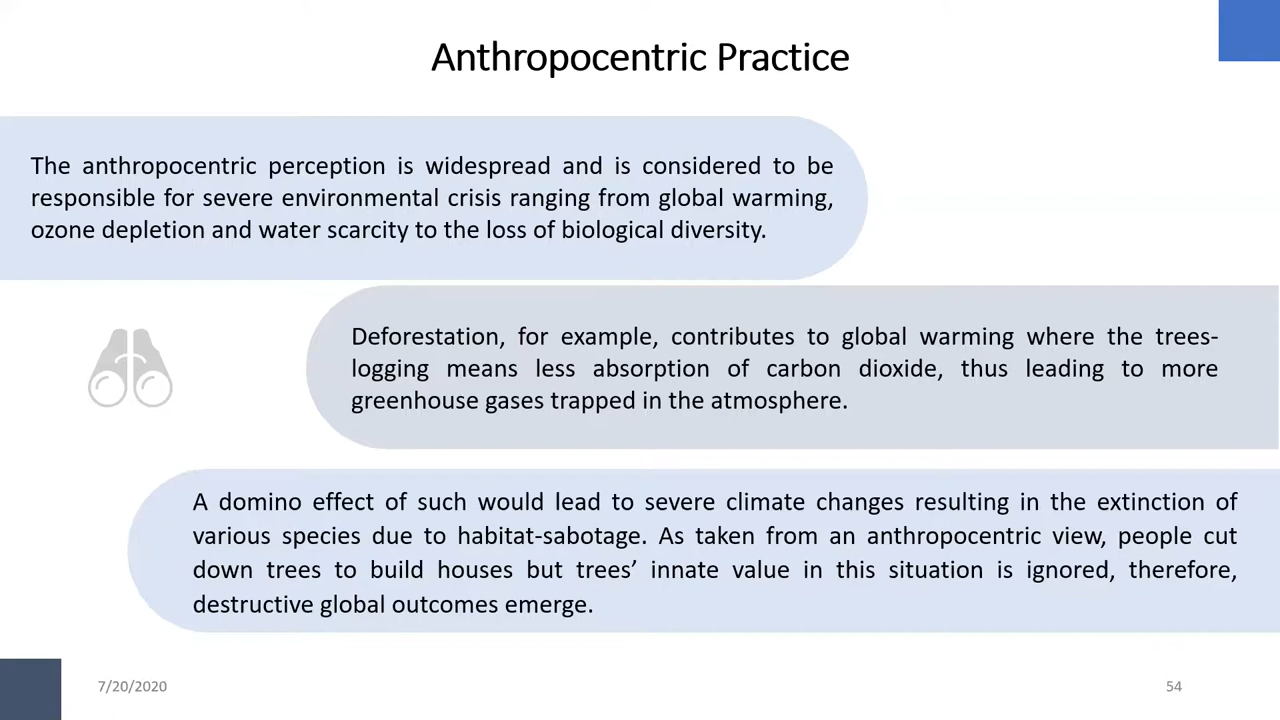 Anthropocentric Practice
The anthropocentric perception is widespread and is considered to be
responsible for severe environmental crisis ranging from global warming,
ozone depletion and water scarcity to the loss of biological diversity.
Deforestation, for example, contributes to global warming where the trees-
logging means less absorption of carbon dioxide, thus leading to more
greenhouse gases trapped in the atmosphere.
A domino effect of such would lead to severe climate changes resulting in the extinction of
various species due to habitat-sabotage. As taken from an anthropocentric view, people cut
down trees to build houses but trees’ innate value in this situation is ignored, therefore,
destructive global outcomes emerge.
7/20/2020
54